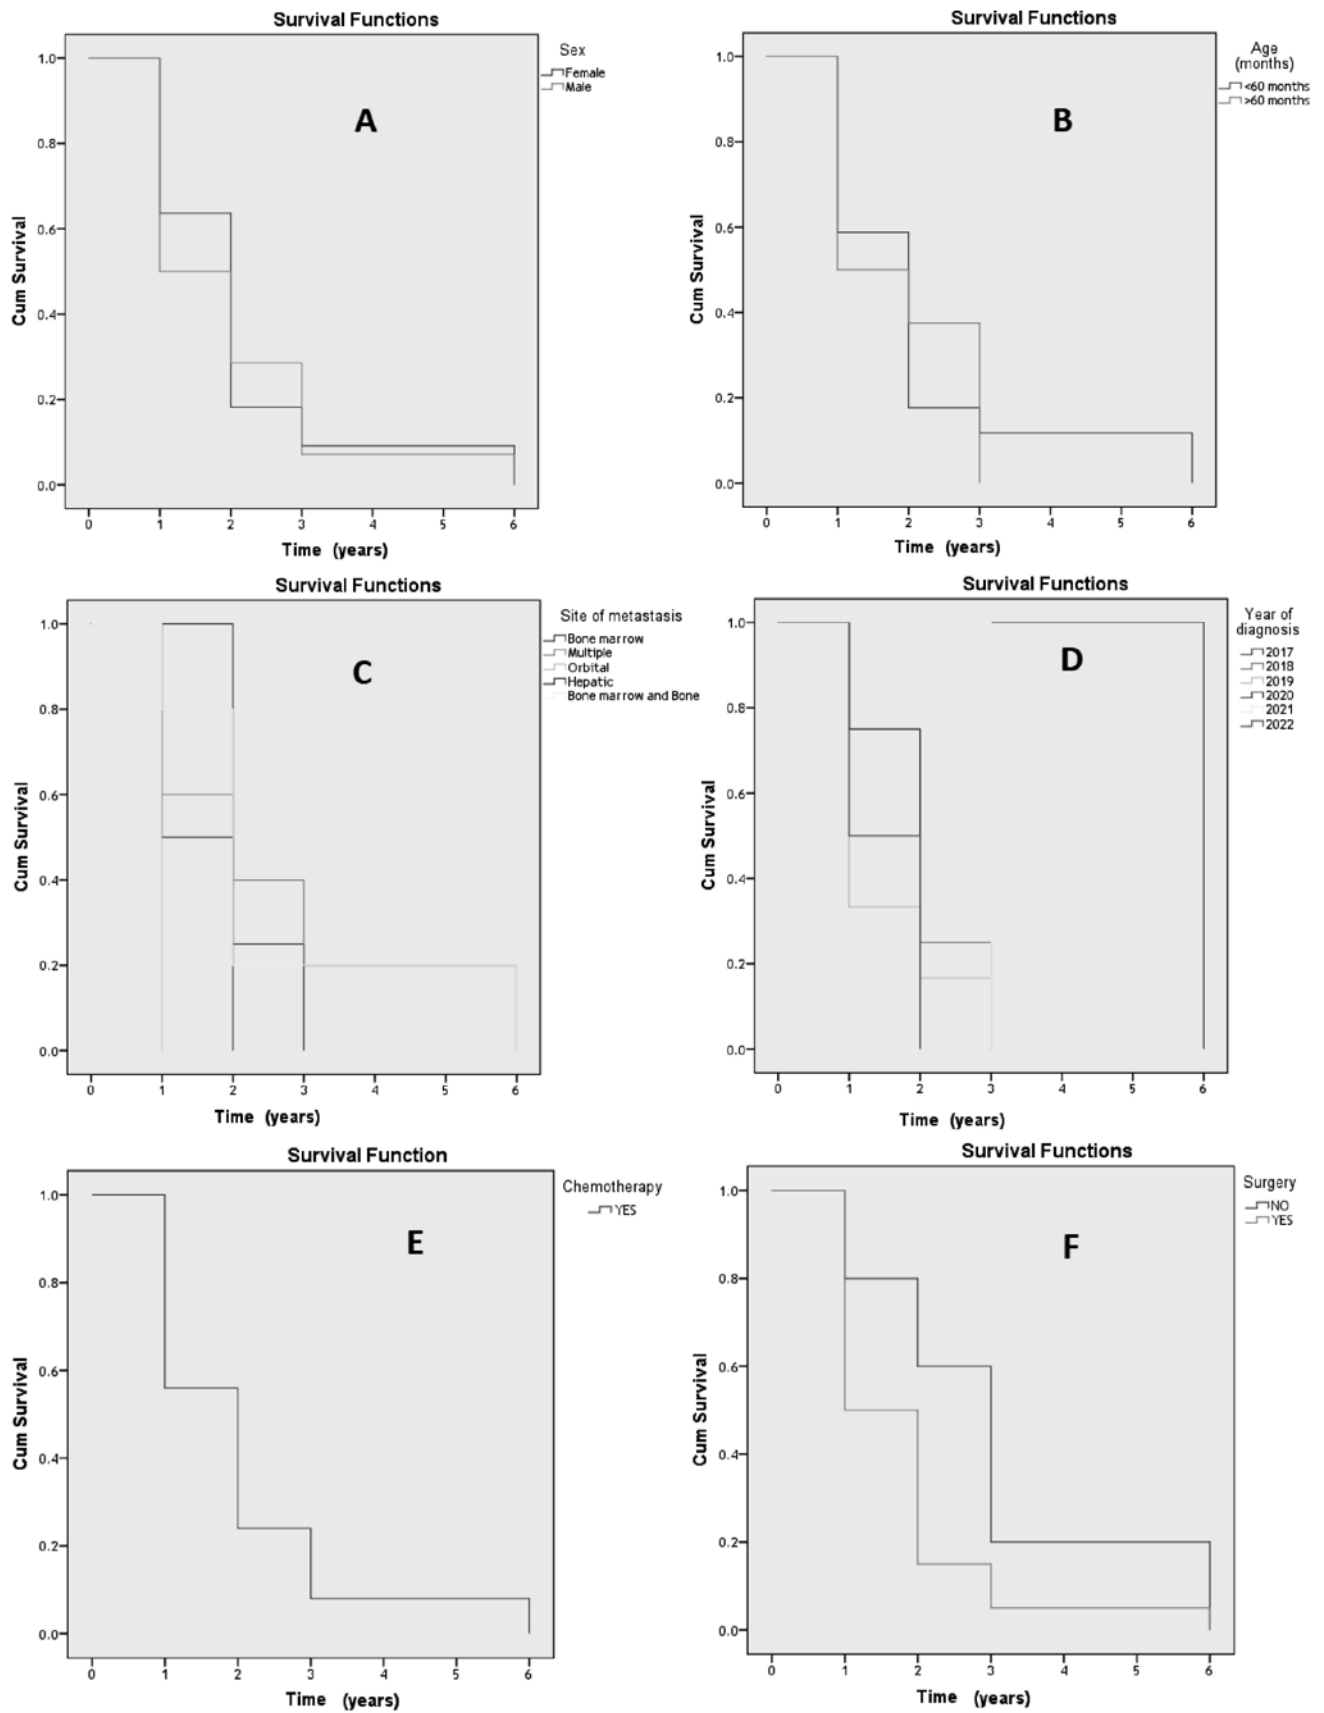 Survival Functions
Sex
Female
Male
A
1.0
0.8
0.6
0.4
0.2
0.0
Cum Survival
0 1 2 3 4 5 6
Time (years)
Survival Functions
Age
(months)
<60 months
>60 months
B
1.0
0.8
0.6
0.4
0.2
0.0
Cum Survival
0 1 2 3 4 5 6
Time (years)
Survival Functions
Site of metastasis
Bone marrow
Multiple
Orbital
Hepatic
Bone marrow and Bone
C
1.0
0.8
0.6
0.4
0.2
0.0
Cum Survival
0 1 2 3 4 5 6
Time (years)
Survival Functions
Year of
diagnosis
2017
2018
2019
2020
2021
2022
D
1.0
0.8
0.6
0.4
0.2
0.0
Cum Survival
0 1 2 3 4 5 6
Time (years)
Survival Function
Chemotherapy
YES
E
1.0
0.8
0.6
0.4
0.2
0.0
Cum Survival
0 1 2 3 4 5 6
Time (years)
Survival Functions
Surgery
NO
YES
F
1.0
0.8
0.6
0.4
0.2
0.0
Cum Survival
0 1 2 3 4 5 6
Time (years)